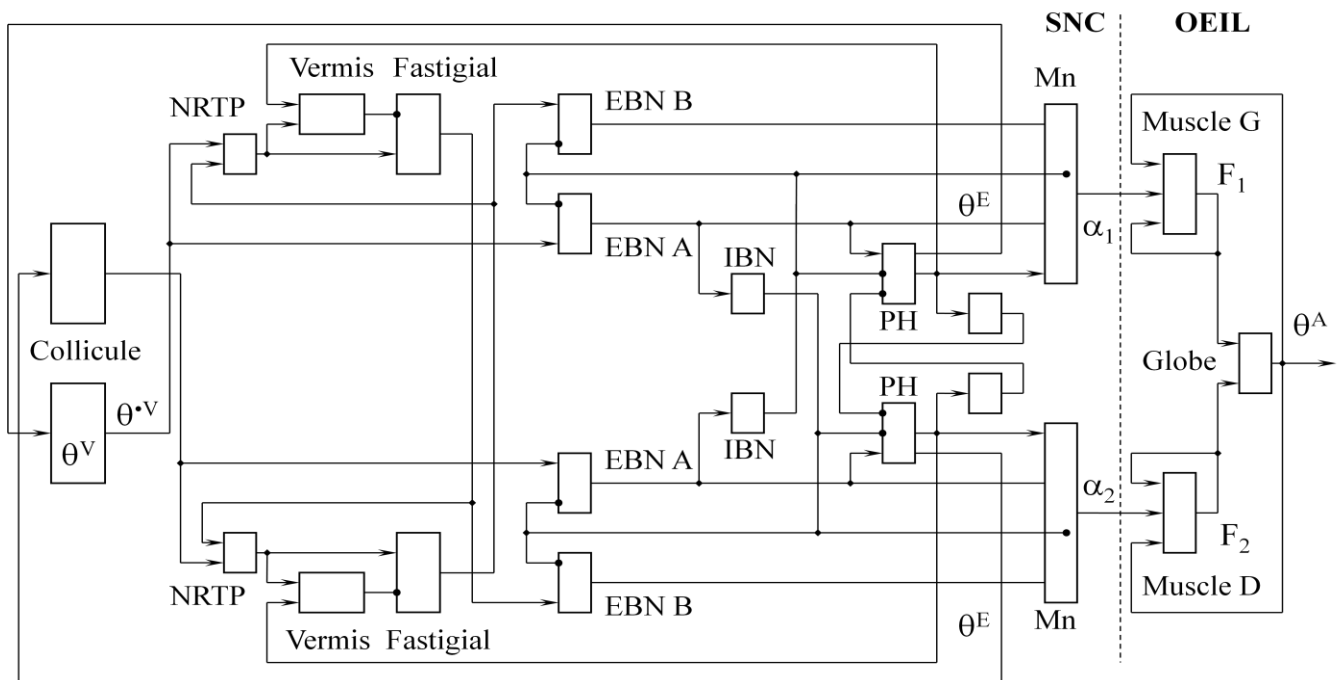 SNC
OEIL
Vermis
Fastigial
Mn
NRTP
EBN B
Muscle G
F1
θE
α1
EBN A
IBN
PH
Collicule
θA
Globe
PH
θ•V
θV
IBN
EBN A
α2
F2
NRTP
EBN B
Muscle D
Vermis
Fastigial
θE
Mn